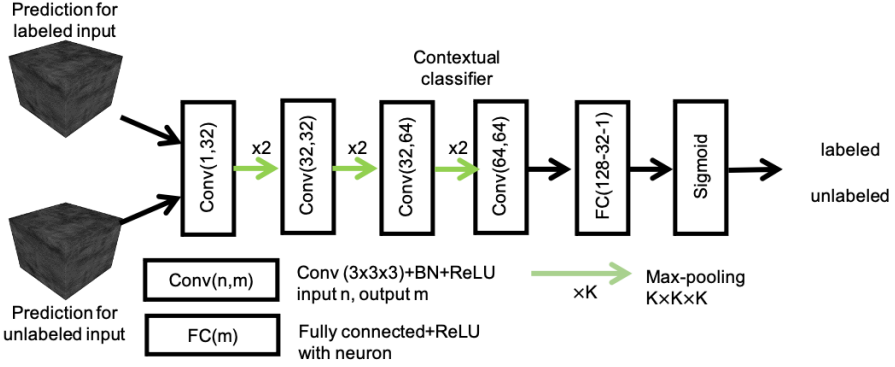 Prediction for
labeled input
Contextual
classifier
Conv(1,32)
x2
Conv(32,32)
x2
Conv(32,64)
x2
Conv(64,64)
FC(128-32-1)
Sigmoid
labeled
unlabeled
Prediction for
unlabeled input
Conv(n,m)
Conv (3x3x3)+BN+ReLU
input n, output m
×K
Max-pooling
K×K×K
FC(m)
Fully connected+ReLU
with neuron